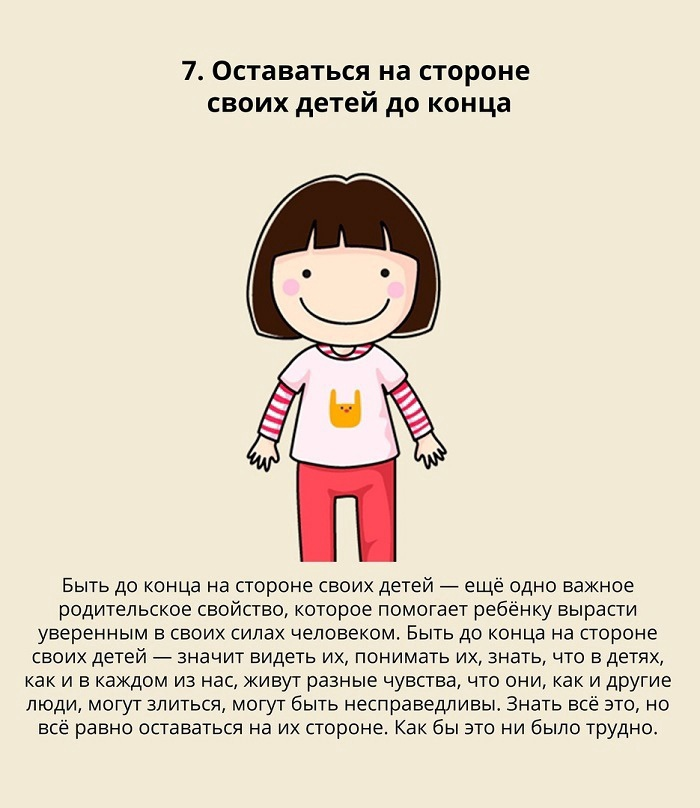 7. Оставаться на стороне
своих детей до конца
Быть до конца на стороне своих детей — ещё одно важное
родительское свойство, которое помогает ребёнку вырасти
уверенным в своих силах человеком. Быть до конца на стороне
своих детей — значит видеть их, понимать их, знать, что в детях,
как и в каждом из нас, живут разные чувства, что они, как и другие
люди, могут злиться, могут быть несправедливы. Знать всё это, но
всё равно оставаться на их стороне. Как бы это ни было трудно.